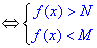 ⇔ { f(x) > N
f(x) < M